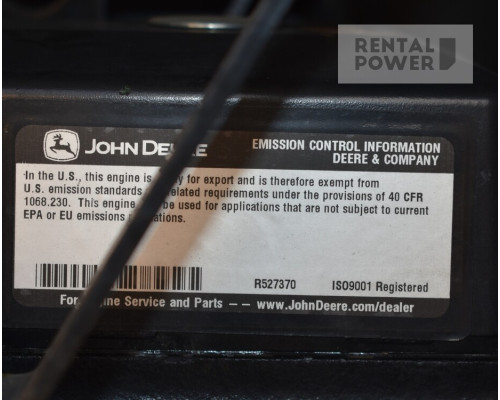 RENTAL
POWER
JOHN DEERE
EMISSION CONTROL INFORMATION
DEERE & COMPANY
In the U.S., this engine is for export and is therefore exempt from
U.S. emission standards related requirements under the provisions of 40 CFR
1068.230. This engine be used for applications that are not subject to current
EPA or EU emissions
R527370 ISO9001 Registered
For Service and Parts -- www.JohnDeere.com/dealer